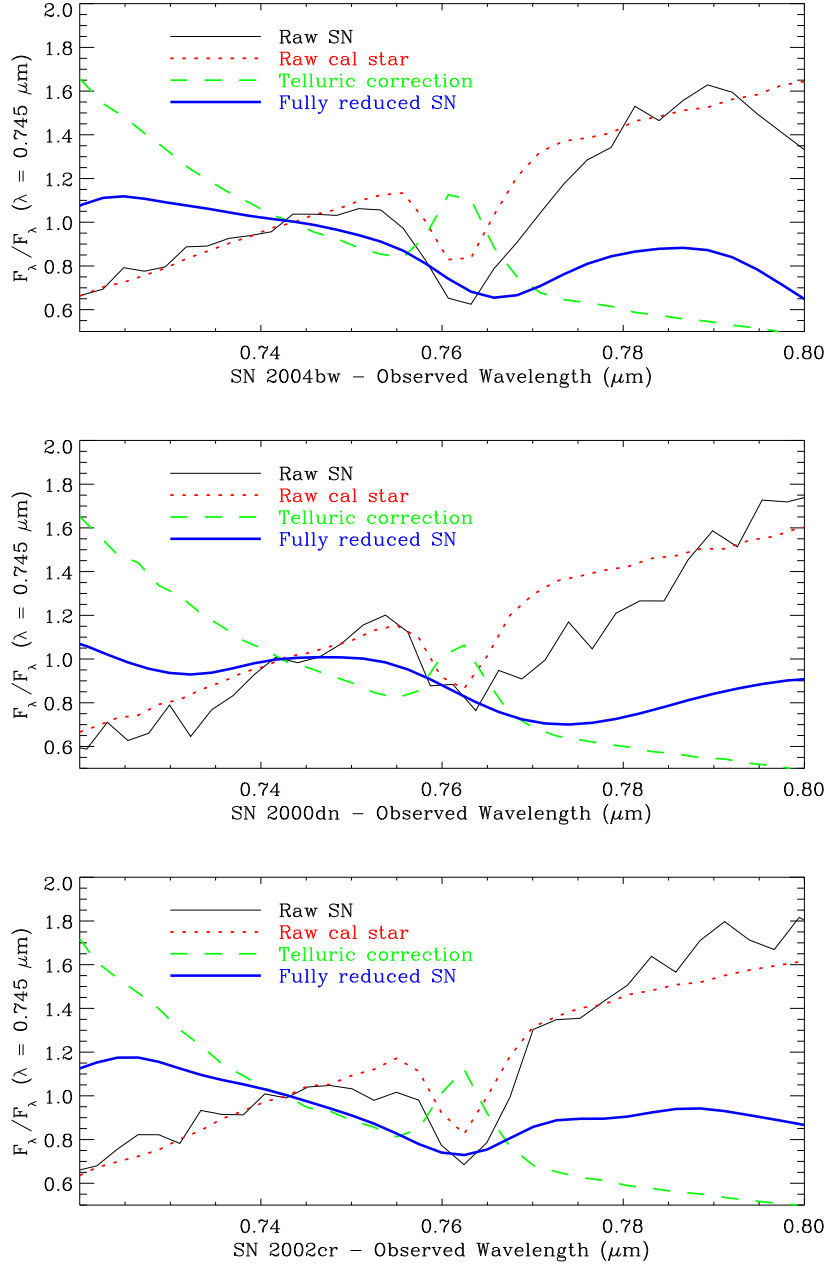 2.0
1.8
1.6
1.4
1.2
1.0
0.8
0.6
F_λ/F_λ (λ = 0.745 μm)
Raw SN
Raw cal star
Telluric correction
Fully reduced SN
0.74 0.76 0.78 0.80
SN 2004bw – Observed Wavelength (μm)
2.0
1.8
1.6
1.4
1.2
1.0
0.8
0.6
F_λ/F_λ (λ = 0.745 μm)
Raw SN
Raw cal star
Telluric correction
Fully reduced SN
0.74 0.76 0.78 0.80
SN 2000dn – Observed Wavelength (μm)
2.0
1.8
1.6
1.4
1.2
1.0
0.8
0.6
F_λ/F_λ (λ = 0.745 μm)
Raw SN
Raw cal star
Telluric correction
Fully reduced SN
0.74 0.76 0.78 0.80
SN 2002cr – Observed Wavelength (μm)